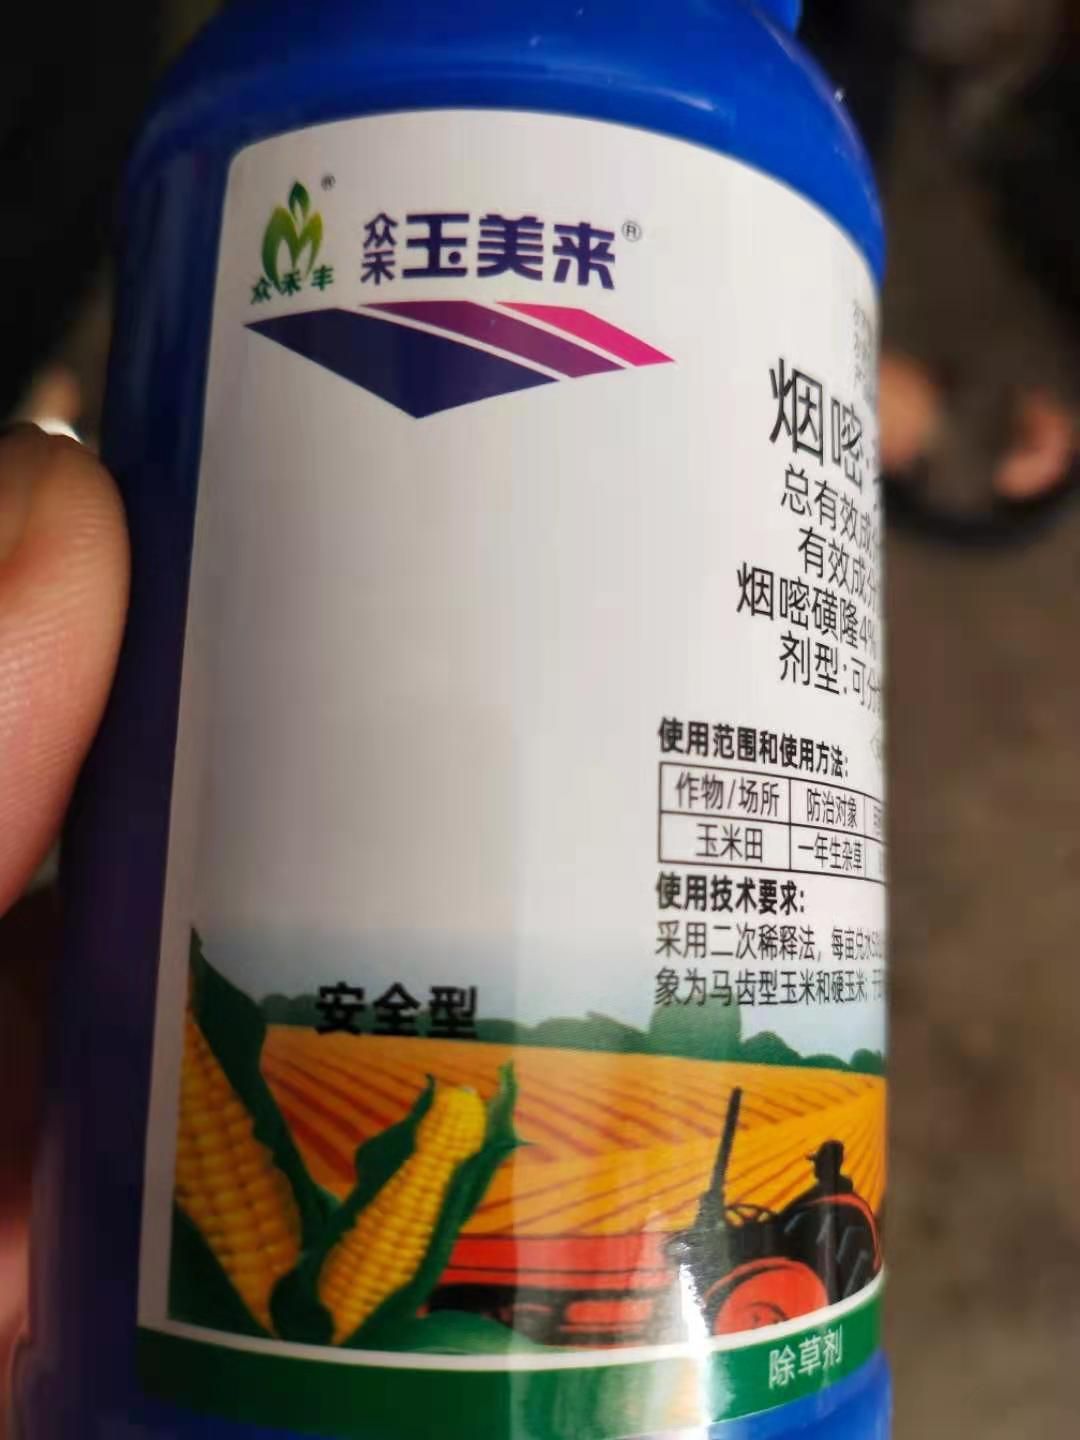 众禾丰®
众禾玉美来®
烟嘧·
总有效成分
有效成分
烟嘧磺隆4%
剂型:可分
使用范围和使用方法:
作物/场所 防治对象
玉米田 一年生杂草
使用技术要求:
采用二次稀释法，每亩兑水
象为马齿型玉米和硬玉米,
安全型
除草剂